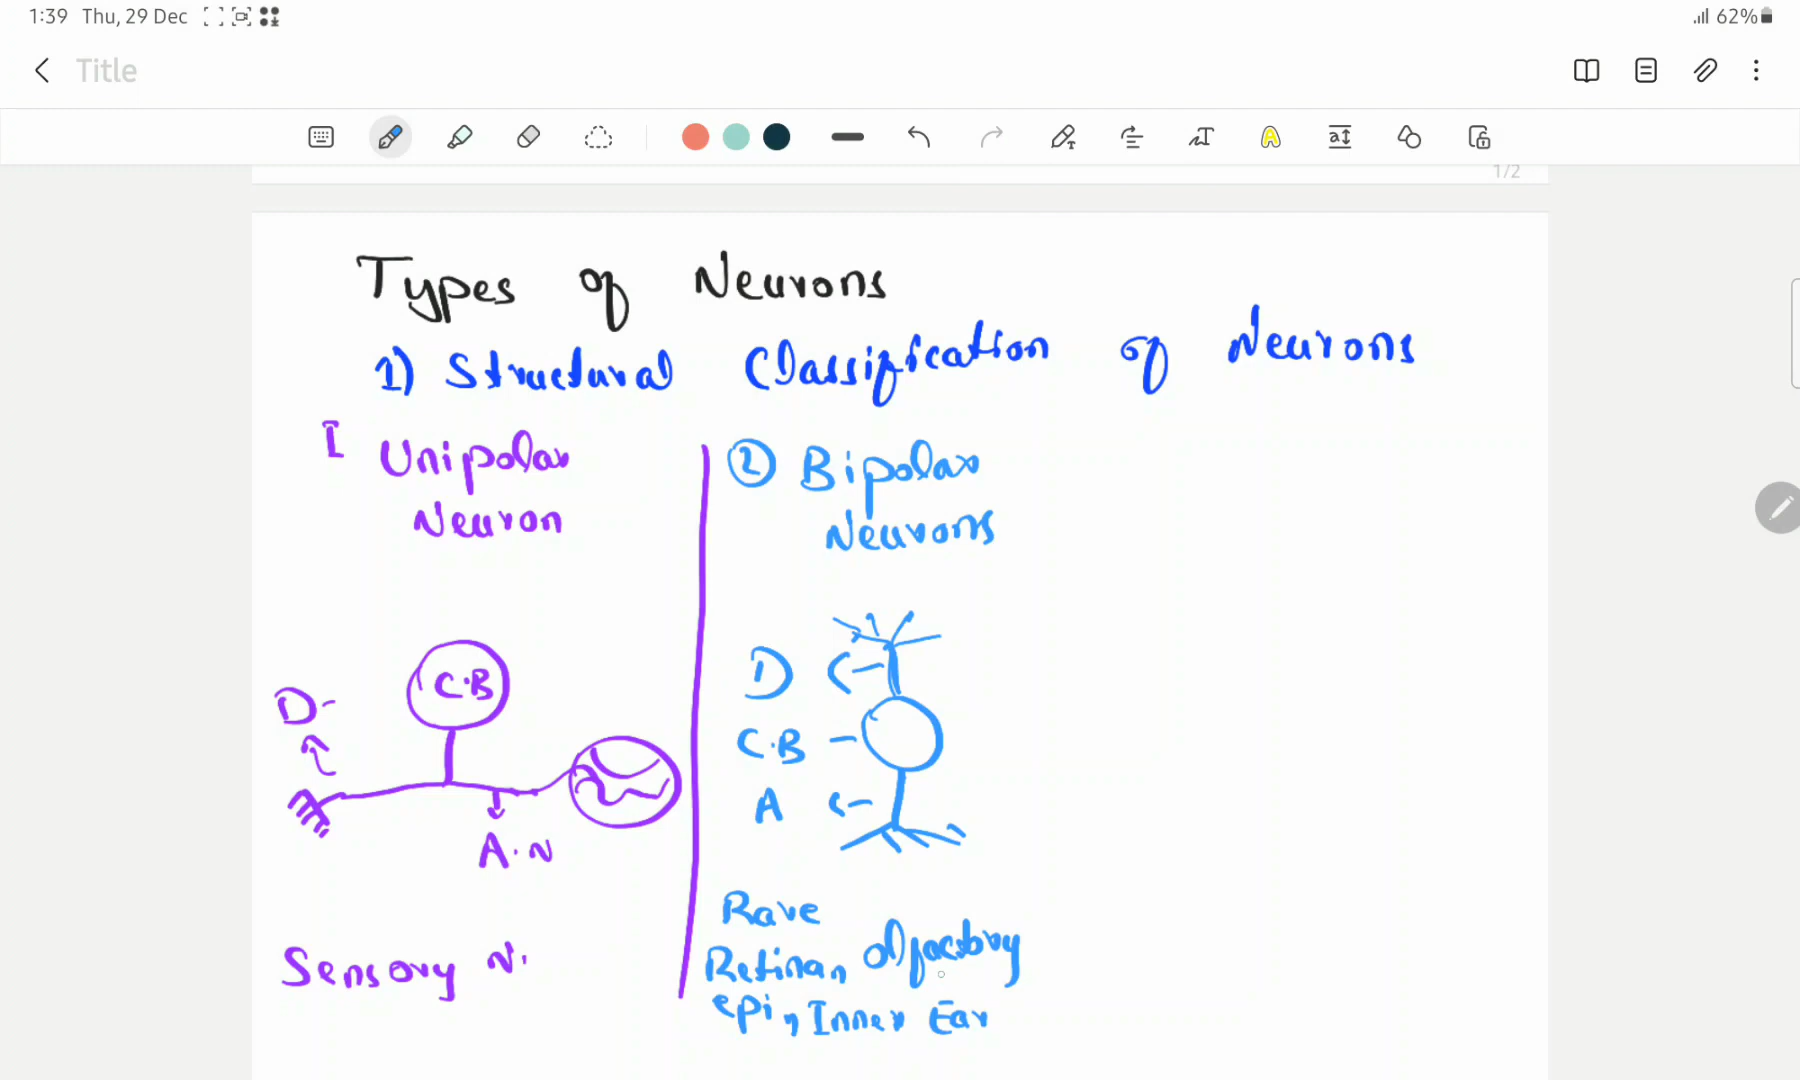 1:39 Thu, 29 Dec
62%
Title
1/2
Types of Neurons
1) Structural Classification of Neurons
I Unipolar
Neuron
C.B
D
A.N
Sensory N.
2 Bipolar
Neurons
D
C.B
A
Rare
Retinan olfactory
epi, Inner Ear